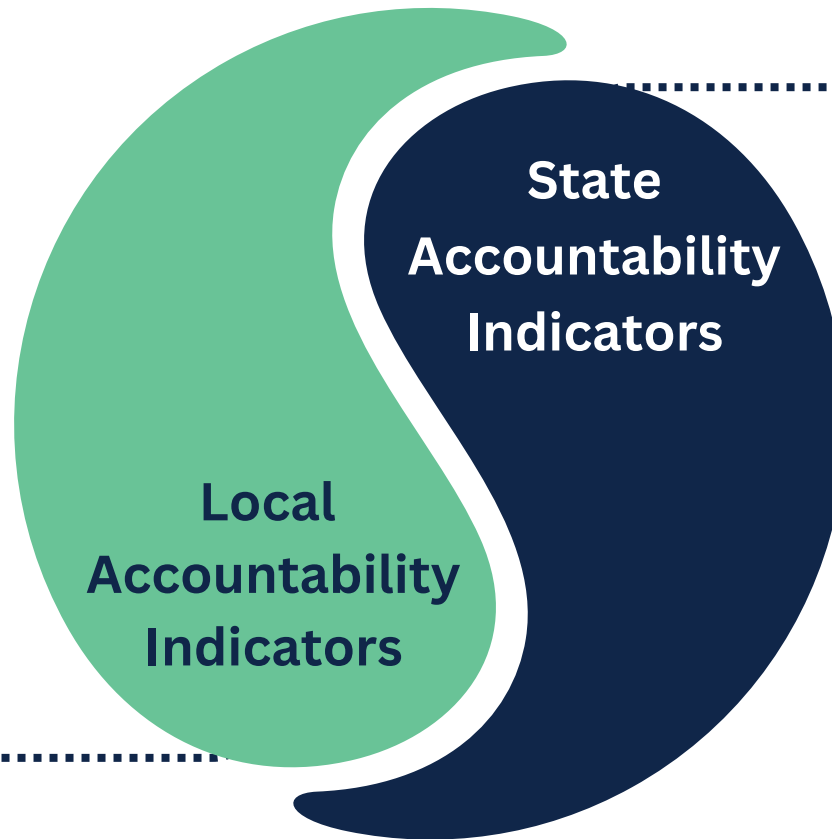 State
Accountability
Indicators
Local
Accountability
Indicators